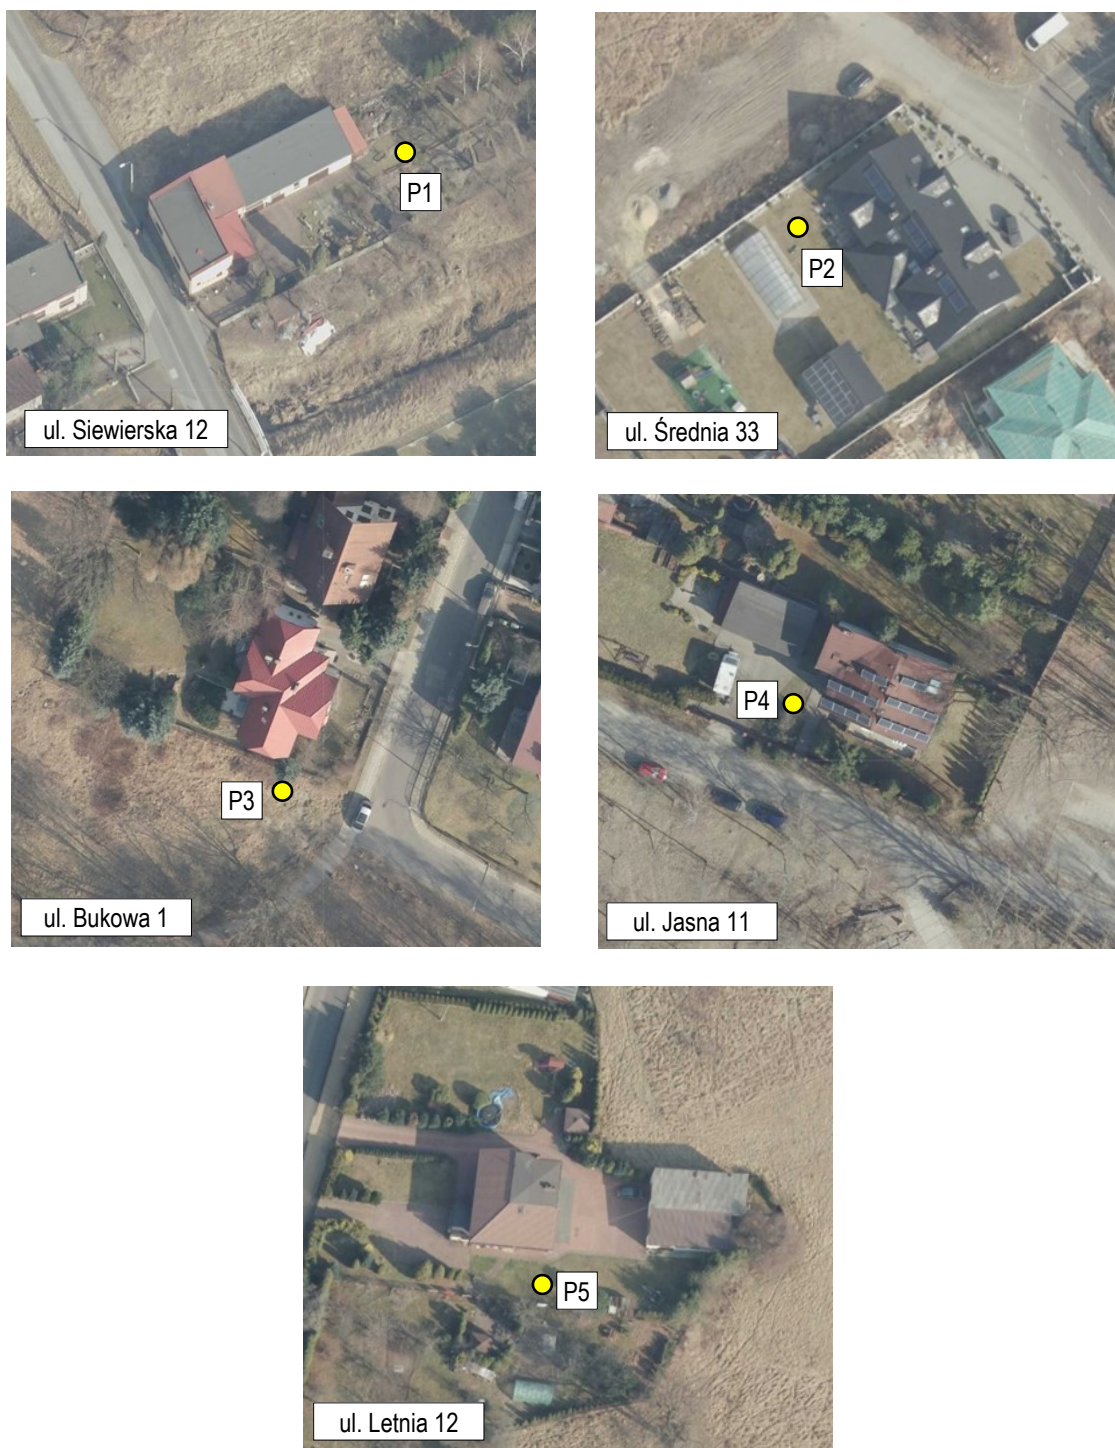 P1
ul. Siewierska 12
P2
ul. Średnia 33
P3
ul. Bukowa 1
P4
ul. Jasna 11
P5
ul. Letnia 12